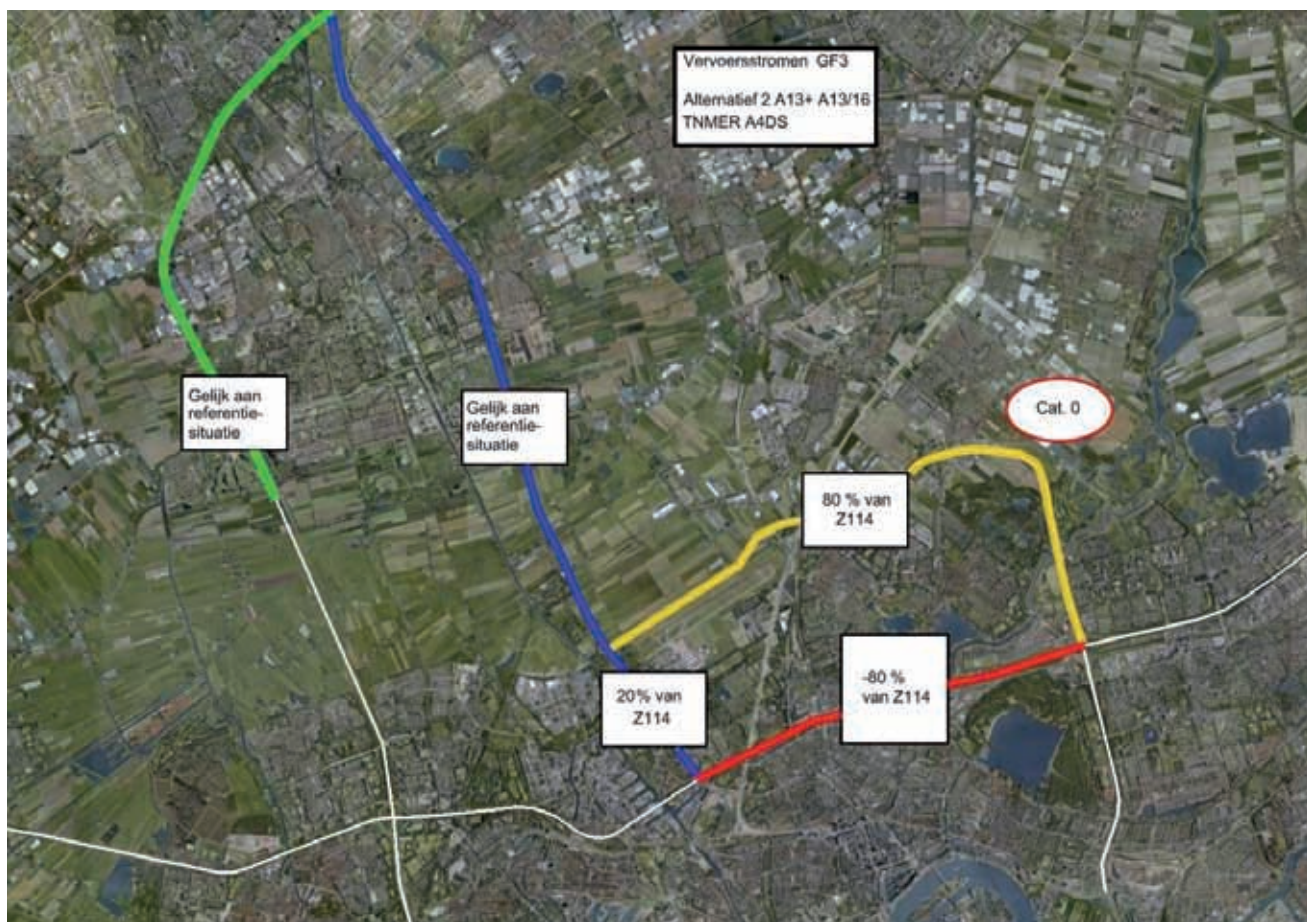 Vervoersstromen GF3
Alternatief 2 A13+ A13/16
TNMER A4DS
Gelijk aan
referentie-
situatie
Gelijk aan
referentie-
situatie
Cat. 0
80 % van
Z114
20% van
Z114
-80 %
van Z114